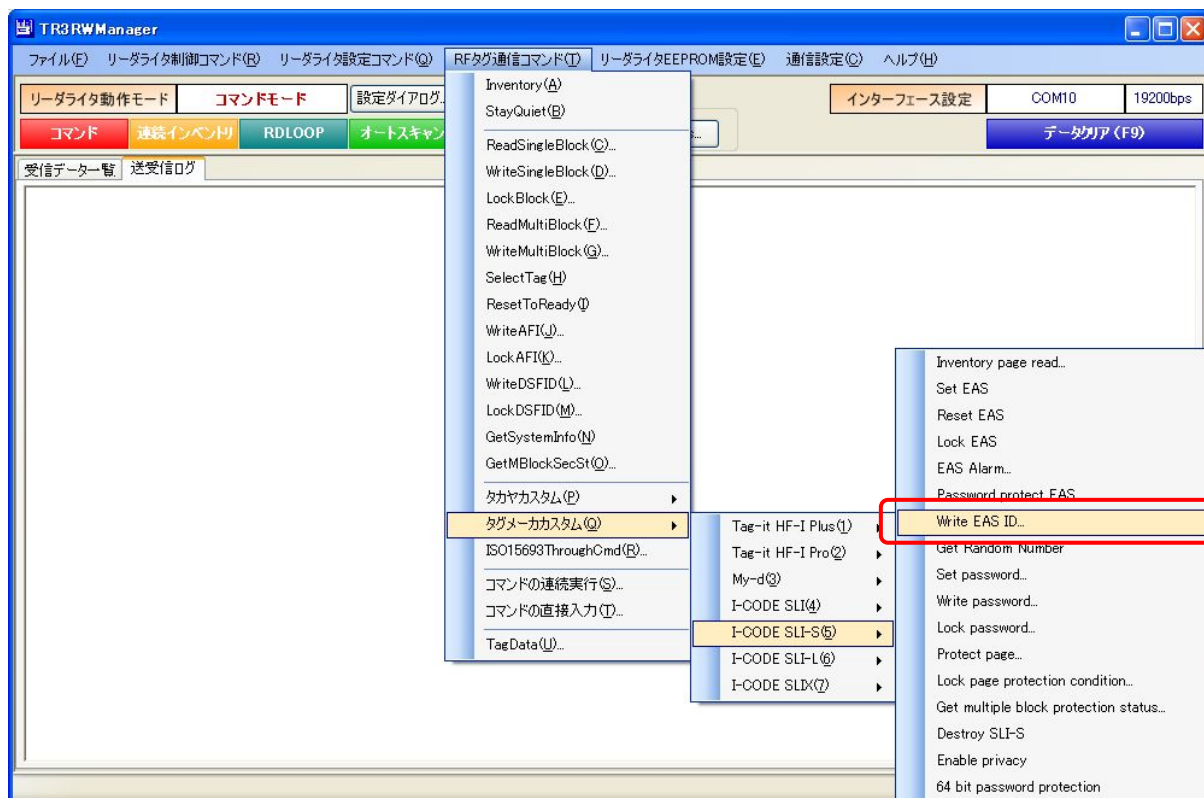 TR3RWManager
ファイル(F) リーダライタ制御コマンド(R) リーダライタ設定コマンド(Q) RFタグ通信コマンド(T) リーダライタEEPROM設定(E) 通信設定(C) ヘルプ(H)
リーダライタ動作モード コマンドモード 設定ダイアログ... インターフェース設定 COM10 19200bps
コマンド 連続インベントリ RDLOOP オートスキャン データクリア (F9)
受信データ一覧 送受信ログ
Inventory(A)
StayQuiet(B)
ReadSingleBlock(C)...
WriteSingleBlock(D)...
LockBlock(E)...
ReadMultiBlock(F)...
WriteMultiBlock(G)...
SelectTag(H)
ResetToReady(I)
WriteAFI(J)...
LockAFI(K)...
WriteDSFID(L)...
LockDSFID(M)...
GetSystemInfo(N)
GetMBlockSecSt(O)...
タカヤカスタム(P)
タグメーカカスタム(Q)
ISO15693ThroughCmd(R)...
コマンドの連続実行(S)...
コマンドの直接入力(T)...
TagData(U)...
Tag-it HF-I Plus(1)
Tag-it HF-I Pro(2)
My-d(3)
I-CODE SLI(4)
I-CODE SLI-S(5)
I-CODE SLI-L(6)
I-CODE SLIX(7)
Inventory page read...
Set EAS
Reset EAS
Lock EAS
EAS Alarm...
Password protect EAS
Write EAS ID...
Get Random Number
Set password...
Write password...
Lock password...
Protect page...
Lock page protection condition...
Get multiple block protection status...
Destroy SLI-S
Enable privacy
64 bit password protection